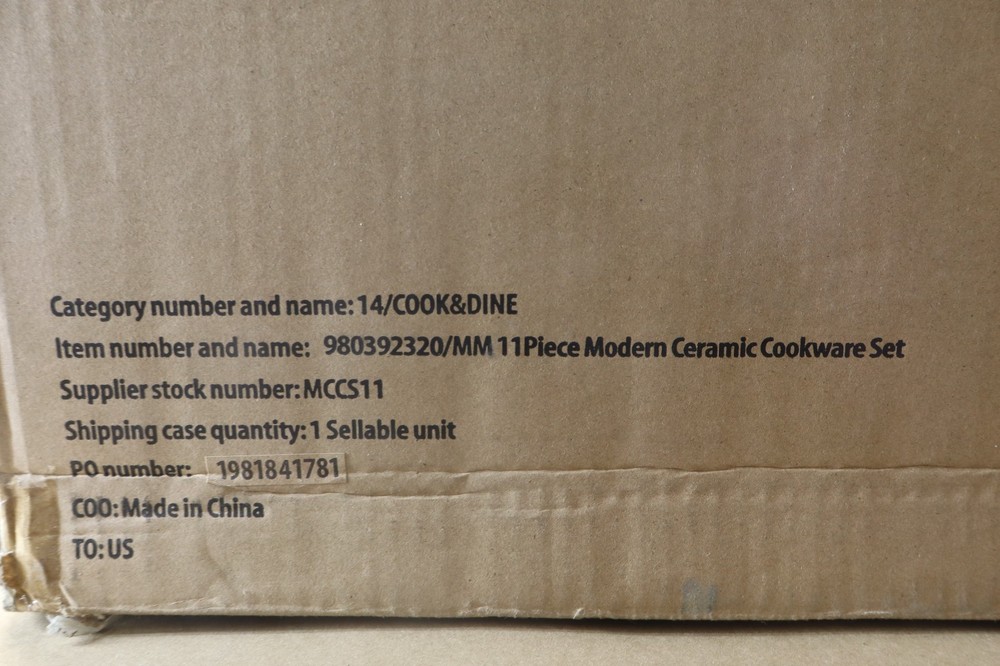 Category number and name: 14/COOK&DINE
Item number and name: 980392320/MM 11Piece Modern Ceramic Cookware Set
Supplier stock number: MCCS11
Shipping case quantity: 1 Sellable unit
PO number: 1981841781
COO: Made in China
TO: US